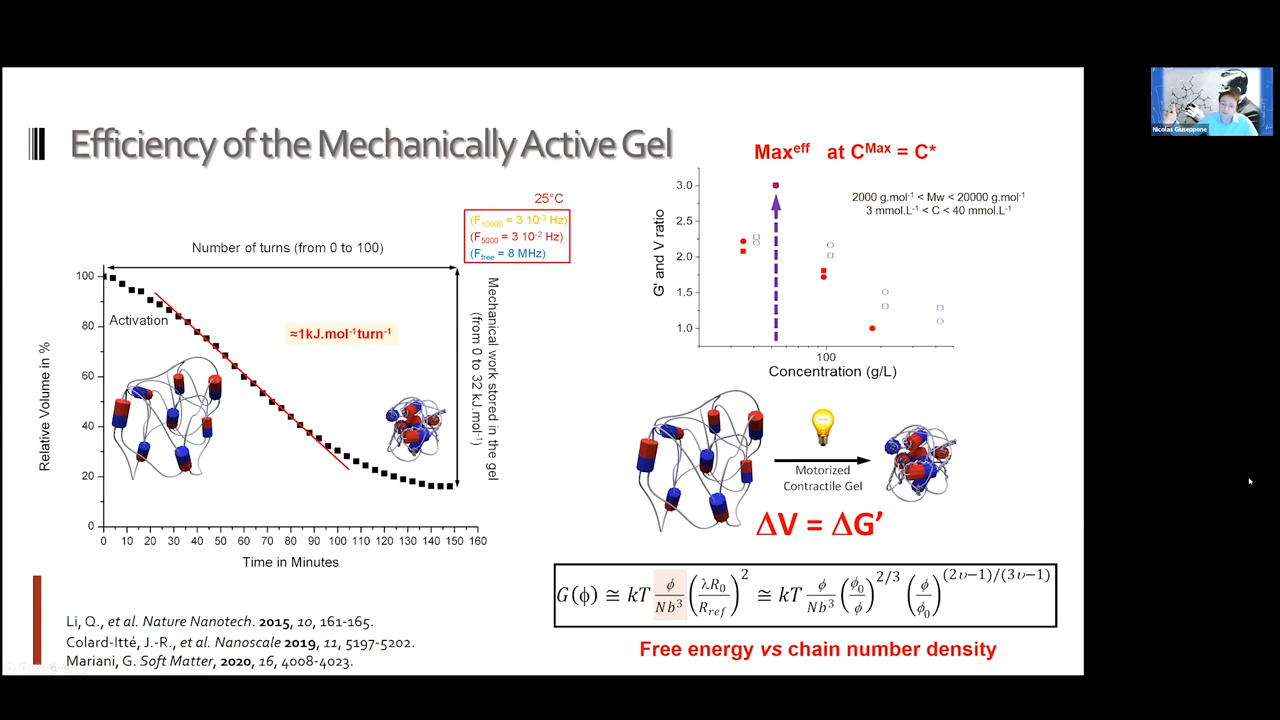 Efficiency of the Mechanically Active Gel
Nicolas Giuseppone
25°C
(F10000 = 3 10-3 Hz)
(F5000 = 3 10-2 Hz)
(Ffree = 8 MHz)
Number of turns (from 0 to 100)
Relative Volume in %
100
80
60
40
20
0
Activation
≈1kJ.mol-1turn-1
Mechanical work stored in the gel
(from 0 to 32 kJ.mol-1)
0 10 20 30 40 50 60 70 80 90 100 110 120 130 140 150 160
Time in Minutes
Maxeff at CMax = C*
G' and V ratio
3.0
2.5
2.0
1.5
1.0
2000 g.mol-1 < Mw < 20000 g.mol-1
3 mmol.L-1 < C < 40 mmol.L-1
100
Concentration (g/L)
Motorized
Contractile Gel
ΔV = ΔG’
G(ϕ) ≅ kT ϕ/Nb³ (λR₀/Rref)² ≅ kT ϕ/Nb³ (ϕ₀/ϕ)^2/3 (ϕ/ϕ₀)^(2υ−1)/(3υ−1)
Free energy vs chain number density
Li, Q., et al. Nature Nanotech. 2015, 10, 161-165.
Colard-Itté, J.-R., et al. Nanoscale 2019, 11, 5197-5202.
Mariani, G. Soft Matter, 2020, 16, 4008-4023.